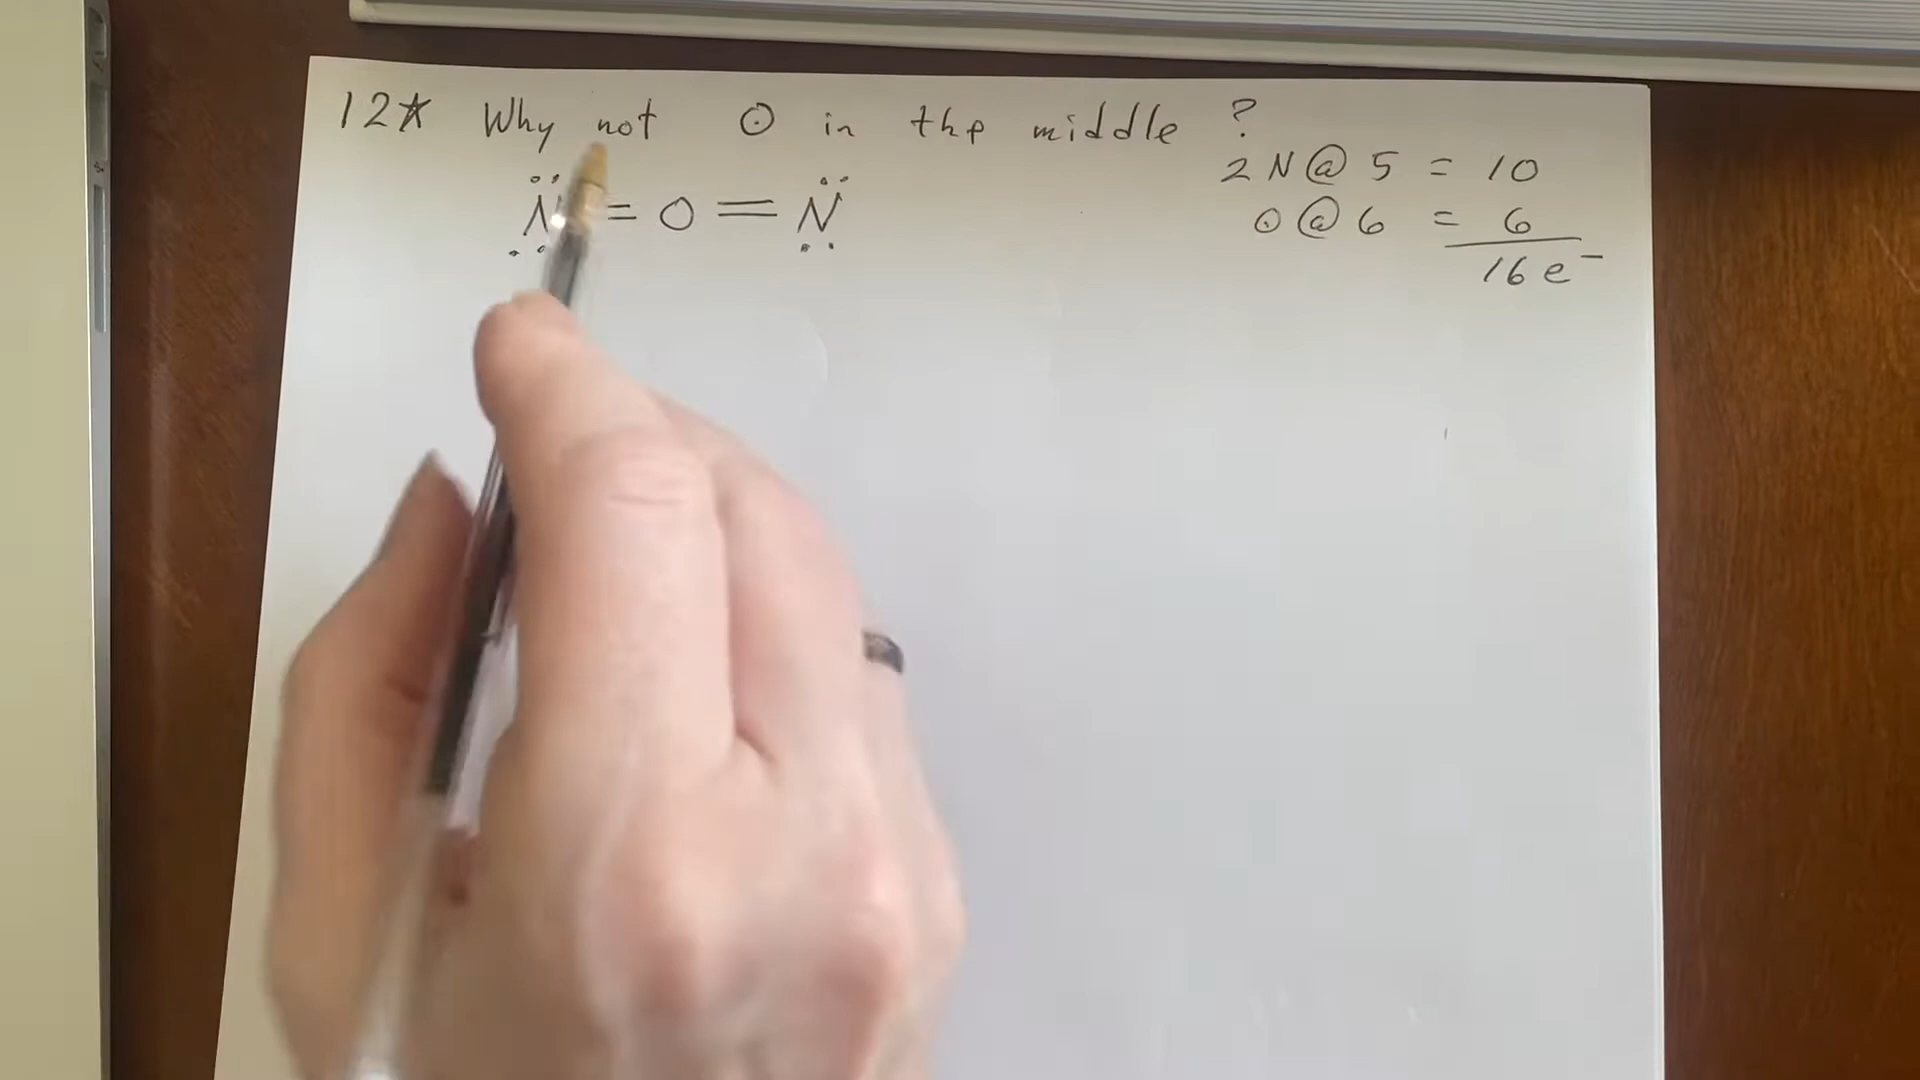 12* Why not O in the middle ?
2 N @ 5 = 10
N = O = N
O @ 6 = 6
16 e⁻